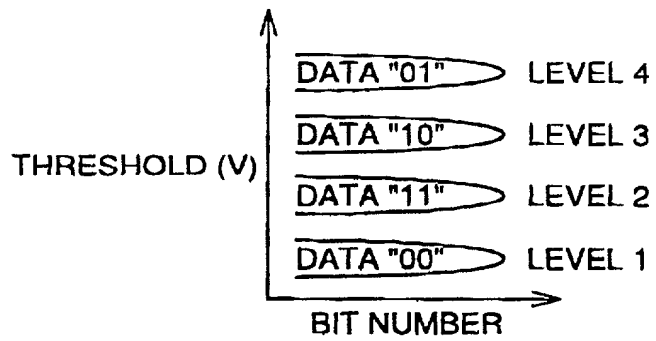 DATA "01" LEVEL 4
DATA "10" LEVEL 3
THRESHOLD (V)
DATA "11" LEVEL 2
DATA "00" LEVEL 1
BIT NUMBER